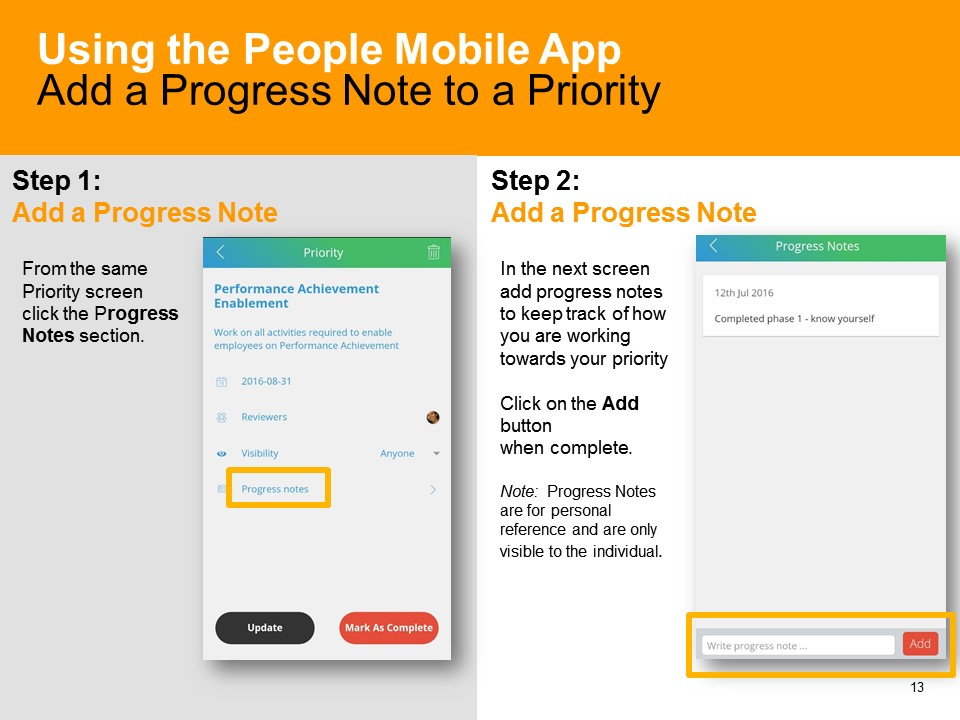 Using the People Mobile App
Add a Progress Note to a Priority
Step 1:
Add a Progress Note
From the same
Priority screen
click the Progress
Notes section.
Priority
Performance Achievement
Enablement
Work on all activities required to enable
employees on Performance Achievement
2016-08-31
Reviewers
Visibility Anyone
Progress notes
Update Mark As Complete
Step 2:
Add a Progress Note
In the next screen
add progress notes
to keep track of how
you are working
towards your priority
Click on the Add
button
when complete.
Note: Progress Notes
are for personal
reference and are only
visible to the individual.
Progress Notes
12th Jul 2016
Completed phase 1 - know yourself
Write progress note ... Add
13